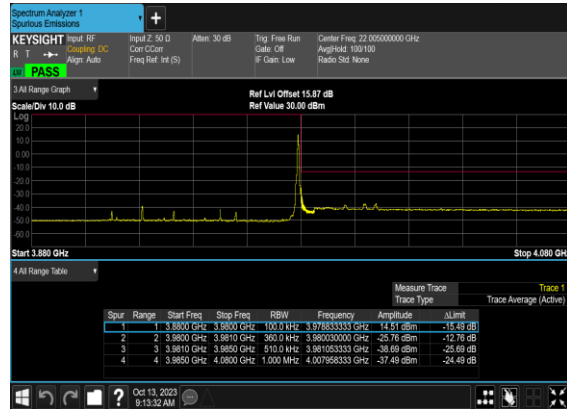 Spectrum Analyzer 1
Spurious Emissions
+
KEYSIGHT Input: RF Input Z: 50 Ω Atten: 30 dB Trig: Free Run Center Freq: 22.005000000 GHz
R T Coupling: DC Corr CCorr Gate: Off Avg|Hold: 100/100
Align: Auto Freq Ref: Int (S) IF Gain: Low Radio Std: None
PASS
3 All Range Graph
Ref Lvl Offset 15.87 dB
Scale/Div 10.0 dB Ref Value 30.00 dBm
Log
20.0
10.0
0.00
-10.0
-20.0
-30.0
-40.0
-50.0
-60.0
Start 3.880 GHz Stop 4.080 GHz
4 All Range Table
Measure Trace Trace 1
Trace Type Trace Average (Active)
Spur Range Start Freq Stop Freq RBW Frequency Amplitude ΔLimit
1 1 3.8800 GHz 3.9800 GHz 100.0 kHz 3.978833333 GHz 14.51 dBm -15.49 dB
2 2 3.9800 GHz 3.9810 GHz 360.0 kHz 3.980030000 GHz -25.76 dBm -12.76 dB
3 3 3.9810 GHz 3.9850 GHz 510.0 kHz 3.981053333 GHz -38.69 dBm -25.69 dB
4 4 3.9850 GHz 4.0800 GHz 1.000 MHz 4.007958333 GHz -37.49 dBm -24.49 dB
? Oct 13, 2023
9:13:32 AM